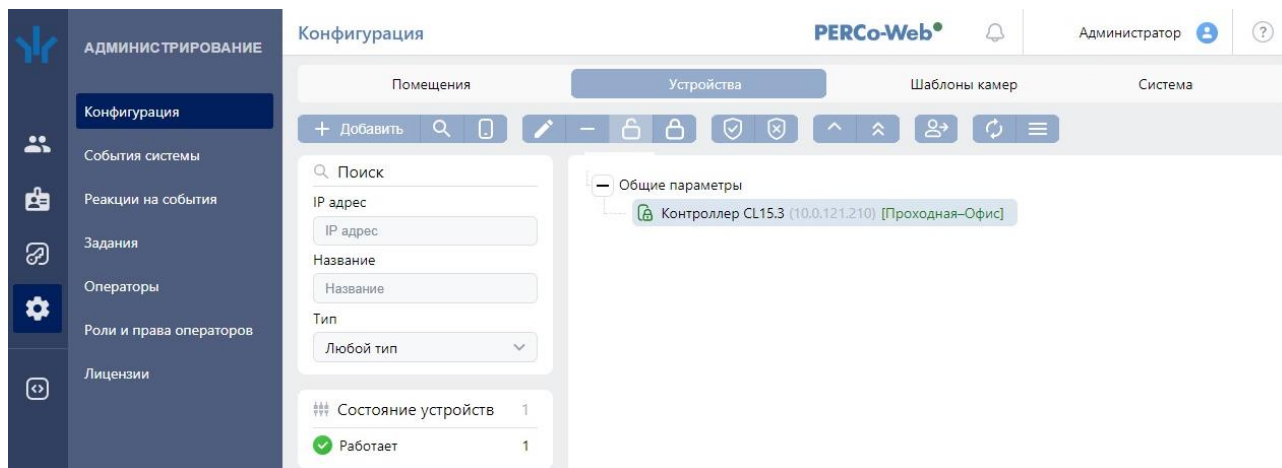 АДМИНИСТРИРОВАНИЕ
Конфигурация
События системы
Реакции на события
Задания
Операторы
Роли и права операторов
Лицензии
Конфигурация
PERCo-Web
Администратор
?
Помещения
Устройства
Шаблоны камер
Система
+ Добавить
Поиск
IP адрес
IP адрес
Название
Название
Тип
Любой тип
Состояние устройств 1
Работает 1
Общие параметры
Контроллер CL15.3 (10.0.121.210) [Проходная–Офис]